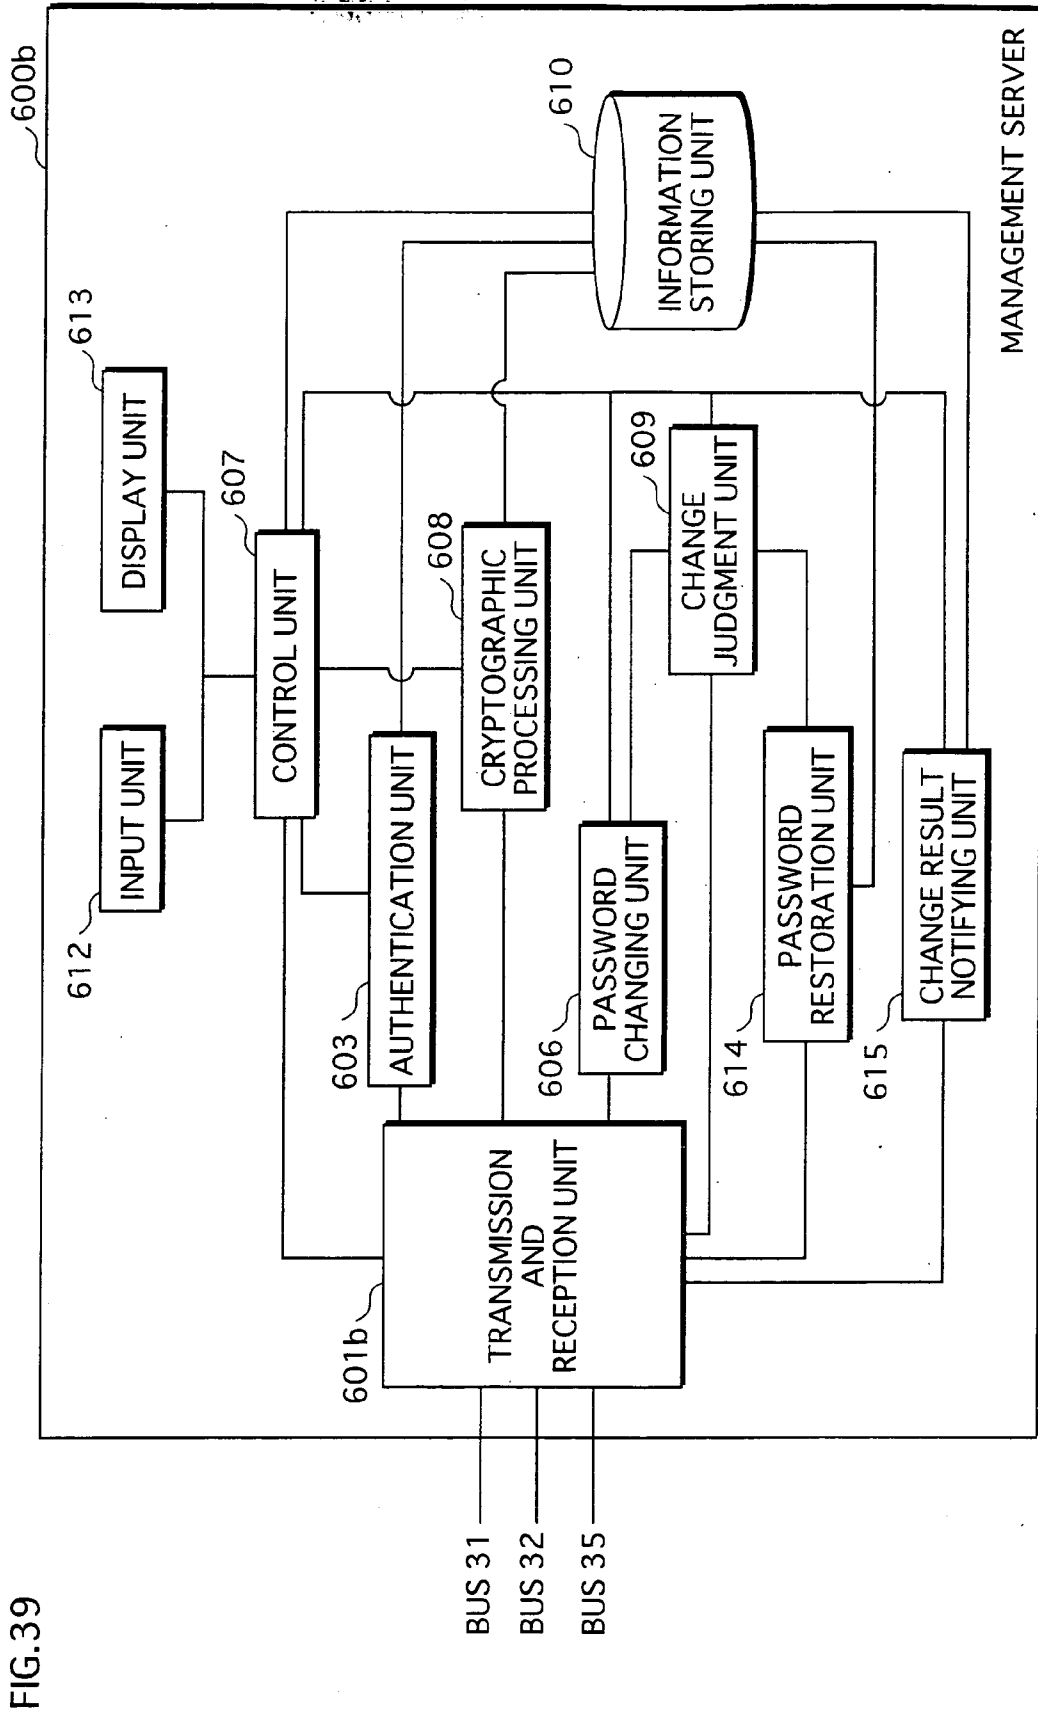 FIG.39
600b
612
INPUT UNIT
613
DISPLAY UNIT
607
CONTROL UNIT
603
AUTHENTICATION UNIT
608
CRYPTOGRAPHIC
PROCESSING UNIT
610
INFORMATION
STORING UNIT
601b
TRANSMISSION
AND
RECEPTION UNIT
BUS 31
BUS 32
BUS 35
606
PASSWORD
CHANGING UNIT
609
CHANGE
JUDGMENT UNIT
614
PASSWORD
RESTORATION UNIT
615
CHANGE RESULT
NOTIFYING UNIT
MANAGEMENT SERVER